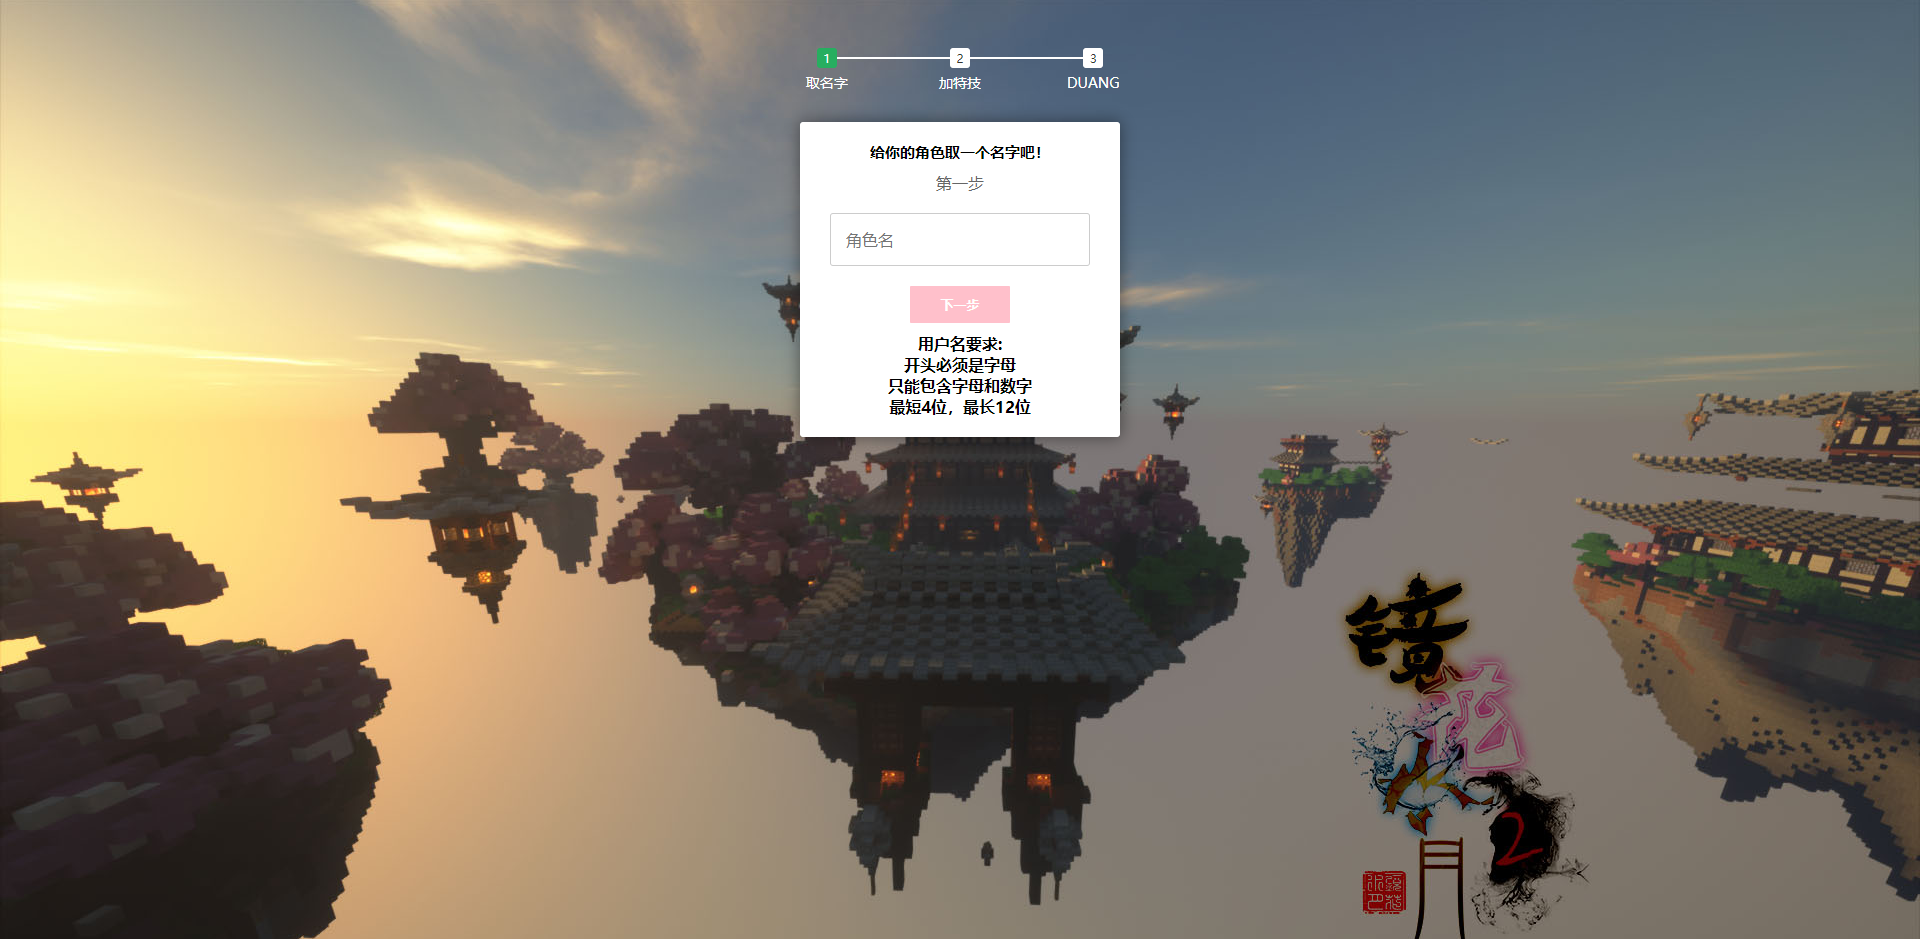 1
2
3
取名字
加特技
DUANG
给你的角色取一个名字吧！
第一步
角色名
下一步
用户名要求:
开头必须是字母
只能包含字母和数字
最短4位，最长12位
镜
花
水
月
2